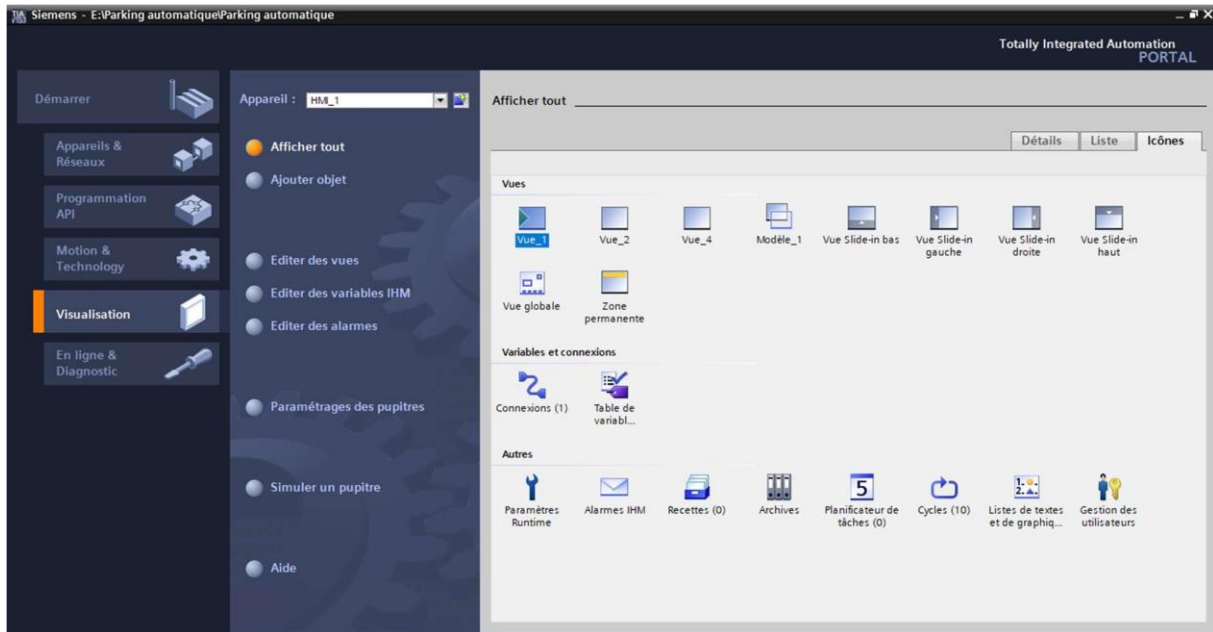 Siemens - E:\Parking automatique\Parking automatique
Totally Integrated Automation
PORTAL
Démarrer
Appareils &
Réseaux
Programmation
API
Motion &
Technology
Visualisation
En ligne &
Diagnostic
Appareil :
HMI_1
Afficher tout
Ajouter objet
Editer des vues
Editer des variables IHM
Editer des alarmes
Paramétrages des pupitres
Simuler un pupitre
Aide
Afficher tout
Détails
Liste
Icônes
Vues
Vue_1
Vue_2
Vue_4
Modèle_1
Vue Slide-in bas
Vue Slide-in
gauche
Vue Slide-in
droite
Vue Slide-in
haut
Vue globale
Zone
permanente
Variables et connexions
Connexions (1)
Table de
variabl...
Autres
Paramètres
Runtime
Alarmes IHM
Recettes (0)
Archives
5
Planificateur de
tâches (0)
Cycles (10)
1.
2.
Listes de textes
et de graphiq...
Gestion des
utilisateurs